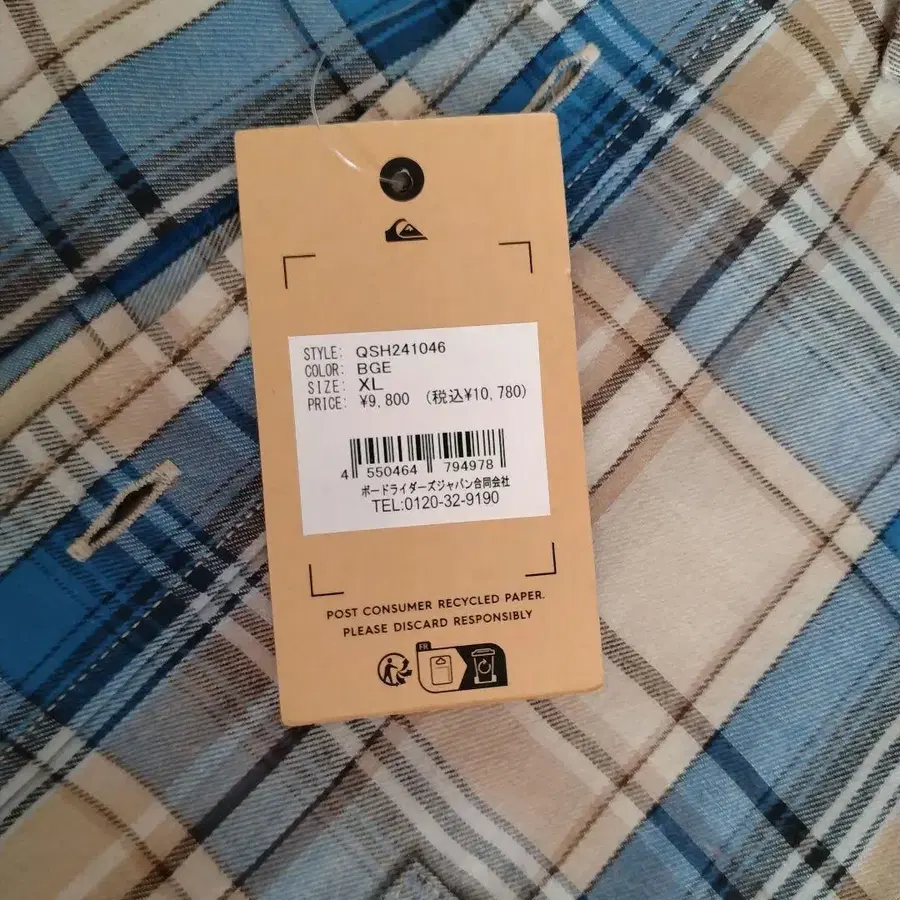 STYLE: QSH241046
COLOR: BGE
SIZE: XL
PRICE: ¥9,800 (税込¥10,780)
4 550464 794978
ボードライダーズジャパン合同会社
TEL:0120-32-9190
POST CONSUMER RECYCLED PAPER.
PLEASE DISCARD RESPONSIBLY
FR